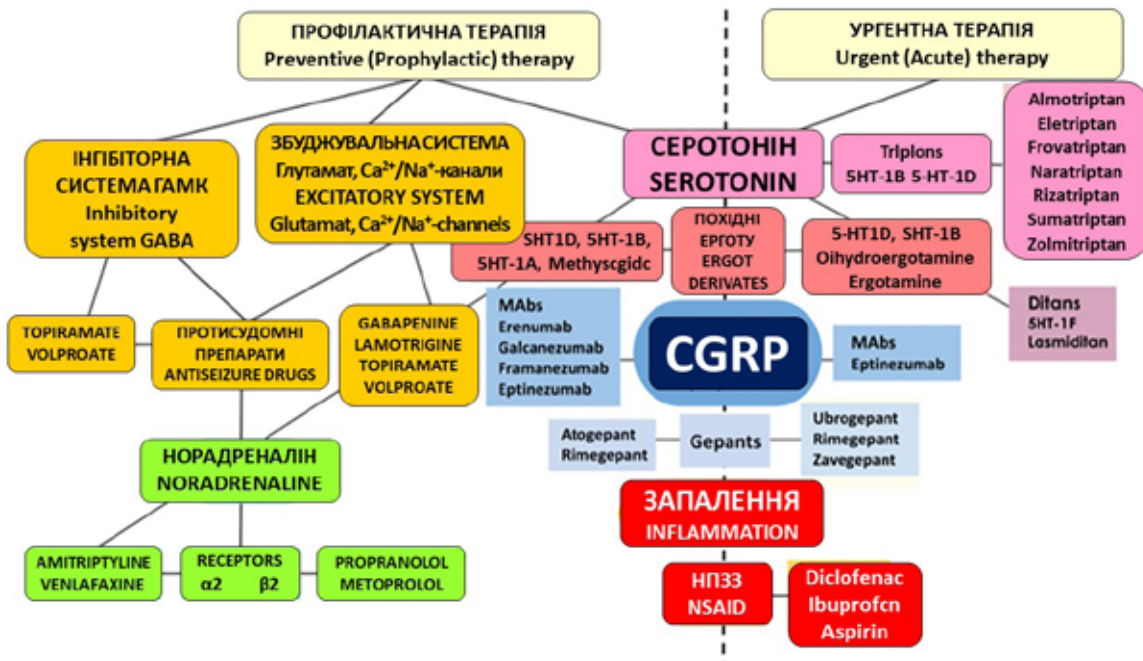 ПРОФІЛАКТИЧНА ТЕРАПІЯ
Preventive (Prophylactic) therapy
УРГЕНТНА ТЕРАПІЯ
Urgent (Acute) therapy
ІНГІБІТОРНА
СИСТЕМА ГАМК
Inhibitory
system GABA
ЗБУДЖУВАЛЬНА СИСТЕМА
Глутамат, Ca²⁺/Na⁺-канали
EXCITATORY SYSTEM
Glutamat, Ca²⁺/Na⁺-channeis
СЕРОТОНІН
SEROTONIN
Triplons
5HT-1B 5-HT-1D
Almotriptan
Eletriptan
Frovatriptan
Naratriptan
Rizatriptan
Sumatriptan
Zolmitriptan
SHT1D, 5HT-1B,
5HT-1A, Methyscgidc
ПОХІДНІ
ЕРГОТУ
ERGOT
DERIVATES
5-HT1D, SHT-1B
Oihydroergotamine
Ergotamine
Ditans
5HT-1F
Lasmiditan
TOPIRAMATE
VOLPROATE
ПРОТИСУДОМНІ
ПРЕПАРАТИ
ANTISEIZURE DRUGS
GABAPENINE
LAMOTRIGINE
TOPIRAMATE
VOLPROATE
MAbs
Erenumab
Galcanezumab
Framanezumab
Eptinezumab
CGRP
MAbs
Eptinezumab
Atogepant
Rimegepant
Gepants
Ubrogepant
Rimegepant
Zavegepant
НОРАДРЕНАЛІН
NORADRENALINE
AMITRIPTYLINE
VENLAFAXINE
RECEPTORS
α2 β2
PROPRANOLOL
METOPROLOL
ЗАПАЛЕННЯ
INFLAMMATION
НПЗЗ
NSAID
Diclofenac
Ibuprofcn
Aspirin